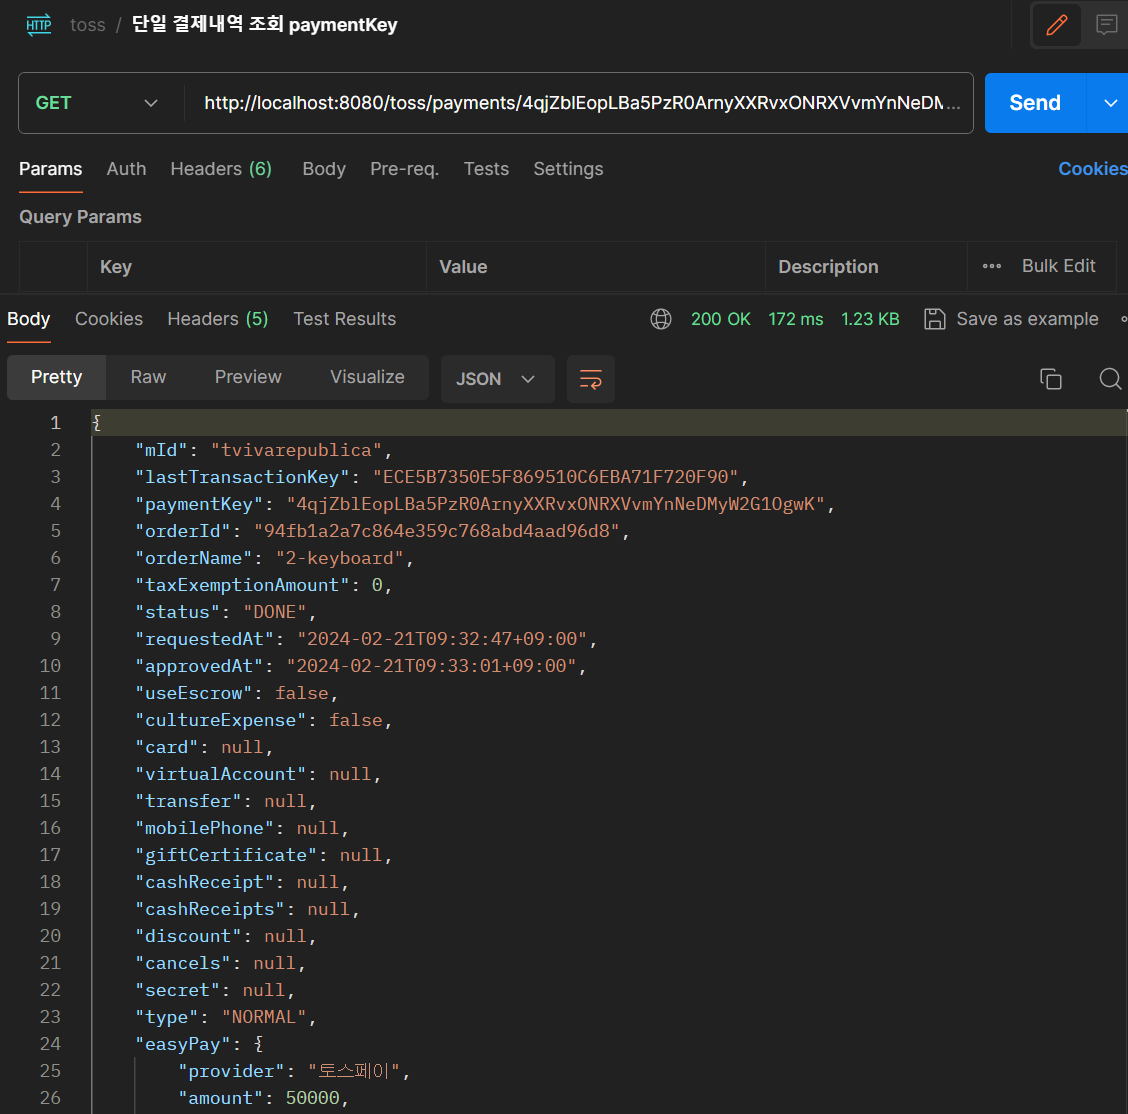 HTTP toss / 단일 결제내역 조회 paymentKey
GET http://localhost:8080/toss/payments/4qjZblEopLBa5PzR0ArnyXXRvxONRXVvmYnNeDM... Send
Params Auth Headers (6) Body Pre-req. Tests Settings Cookies
Query Params
Key Value Description ••• Bulk Edit
Body Cookies Headers (5) Test Results 200 OK 172 ms 1.23 KB Save as example
Pretty Raw Preview Visualize JSON
1 {
2 "mId": "tvivarepublica",
3 "lastTransactionKey": "ECE5B7350E5F869510C6EBA71F720F90",
4 "paymentKey": "4qjZblEopLBa5PzR0ArnyXXRvxONRXVvmYnNeDMyW2G1OgwK",
5 "orderId": "94fb1a2a7c864e359c768abd4aad96d8",
6 "orderName": "2-keyboard",
7 "taxExemptionAmount": 0,
8 "status": "DONE",
9 "requestedAt": "2024-02-21T09:32:47+09:00",
10 "approvedAt": "2024-02-21T09:33:01+09:00",
11 "useEscrow": false,
12 "cultureExpense": false,
13 "card": null,
14 "virtualAccount": null,
15 "transfer": null,
16 "mobilePhone": null,
17 "giftCertificate": null,
18 "cashReceipt": null,
19 "cashReceipts": null,
20 "discount": null,
21 "cancels": null,
22 "secret": null,
23 "type": "NORMAL",
24 "easyPay": {
25 "provider": "토스페이",
26 "amount": 50000,